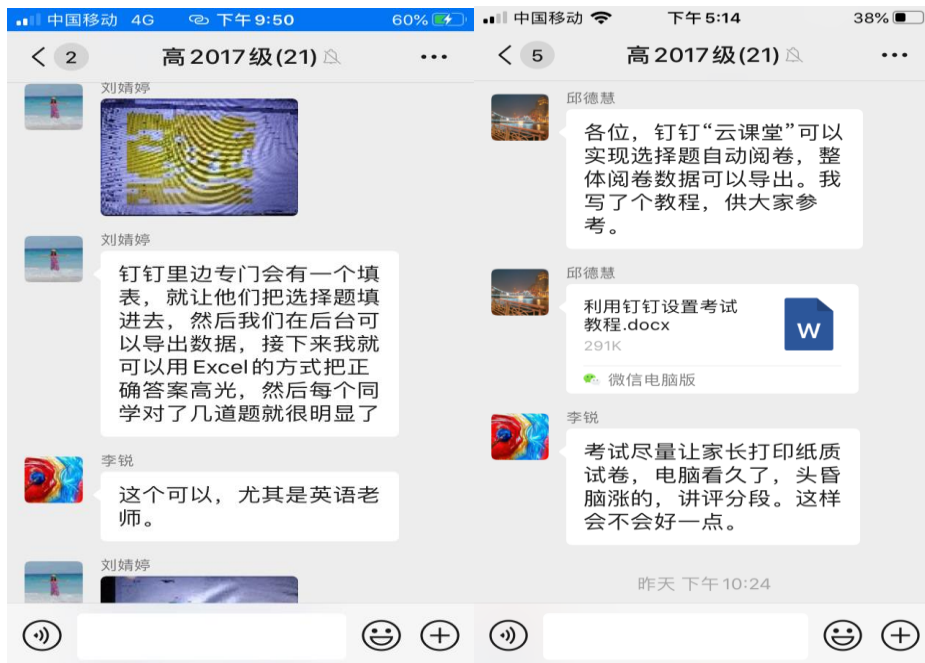 中国移动 4G 下午9:50 60%
2 高2017级(21)
刘婧婷
刘婧婷
钉钉里边专门会有一个填
表，就让他们把选择题填
进去，然后我们在后台可
以导出数据，接下来我就
可以用Excel的方式把正
确答案高光，然后每个同
学对了几道题就很明显了
李锐
这个可以，尤其是英语老
师。
刘婧婷
中国移动 下午5:14 38%
5 高2017级(21)
邱德慧
各位，钉钉“云课堂”可以
实现选择题自动阅卷，整
体阅卷数据可以导出。我
写了个教程，供大家参
考。
邱德慧
利用钉钉设置考试
教程.docx
291K
W
微信电脑版
李锐
考试尽量让家长打印纸质
试卷，电脑看久了，头昏
脑涨的，讲评分段。这样
会不会好一点。
昨天 下午10:24